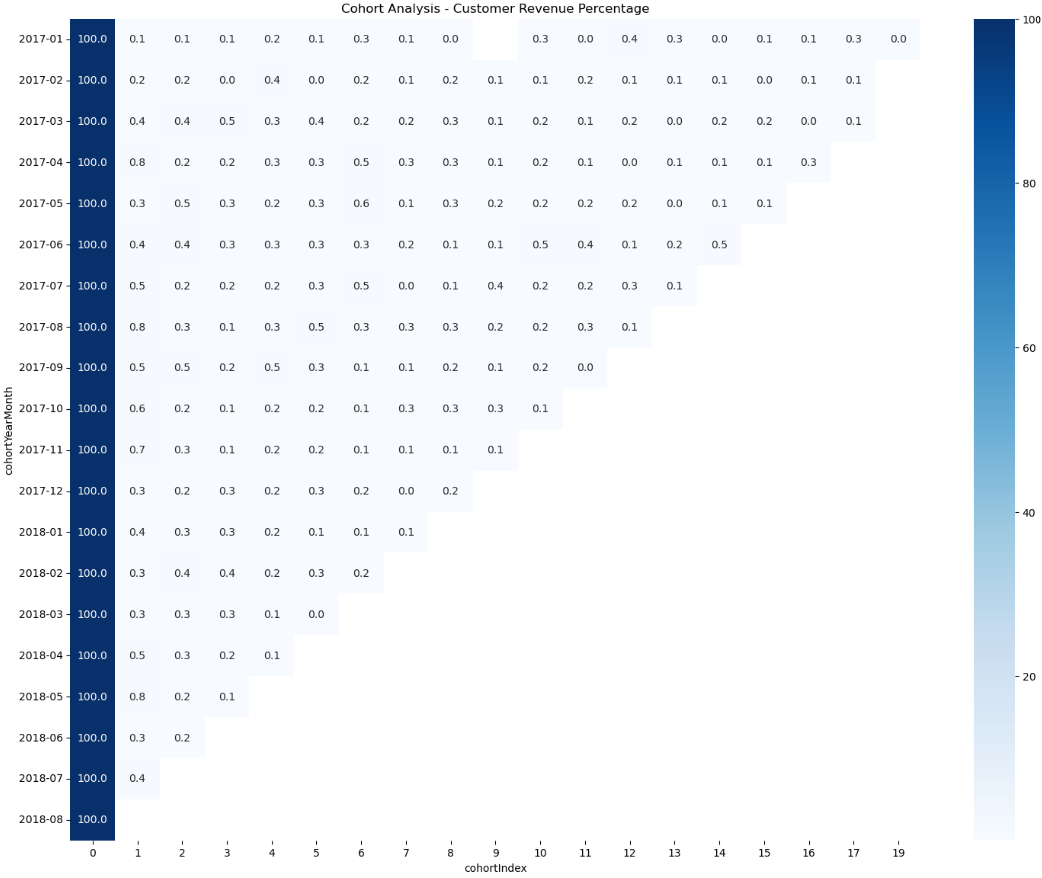 Cohort Analysis - Customer Revenue Percentage
2017-01 100.0 0.1 0.1 0.1 0.2 0.1 0.3 0.1 0.0 0.3 0.0 0.4 0.3 0.0 0.1 0.1 0.3 0.0
2017-02 100.0 0.2 0.2 0.0 0.4 0.0 0.2 0.1 0.2 0.1 0.1 0.2 0.1 0.1 0.1 0.0 0.1 0.1
2017-03 100.0 0.4 0.4 0.5 0.3 0.4 0.2 0.2 0.3 0.1 0.2 0.1 0.2 0.0 0.2 0.2 0.0 0.1
2017-04 100.0 0.8 0.2 0.2 0.3 0.3 0.5 0.3 0.3 0.1 0.2 0.1 0.0 0.1 0.1 0.1 0.3
2017-05 100.0 0.3 0.5 0.3 0.2 0.3 0.6 0.1 0.3 0.2 0.2 0.2 0.2 0.0 0.1 0.1
2017-06 100.0 0.4 0.4 0.3 0.3 0.3 0.3 0.2 0.1 0.1 0.5 0.4 0.1 0.2 0.5
2017-07 100.0 0.5 0.2 0.2 0.2 0.3 0.5 0.0 0.1 0.4 0.2 0.2 0.3 0.1
2017-08 100.0 0.8 0.3 0.1 0.3 0.5 0.3 0.3 0.3 0.2 0.2 0.3 0.1
2017-09 100.0 0.5 0.5 0.2 0.5 0.3 0.1 0.1 0.2 0.1 0.2 0.0
2017-10 100.0 0.6 0.2 0.1 0.2 0.2 0.1 0.3 0.3 0.3 0.1
2017-11 100.0 0.7 0.3 0.1 0.2 0.2 0.1 0.1 0.1 0.1
2017-12 100.0 0.3 0.2 0.3 0.2 0.3 0.2 0.0 0.2
2018-01 100.0 0.4 0.3 0.3 0.2 0.1 0.1 0.1
2018-02 100.0 0.3 0.4 0.4 0.2 0.3 0.2
2018-03 100.0 0.3 0.3 0.3 0.1 0.0
2018-04 100.0 0.5 0.3 0.2 0.1
2018-05 100.0 0.8 0.2 0.1
2018-06 100.0 0.3 0.2
2018-07 100.0 0.4
2018-08 100.0
0 1 2 3 4 5 6 7 8 9 10 11 12 13 14 15 16 17 19
cohortIndex
cohortYearMonth
100
80
60
40
20